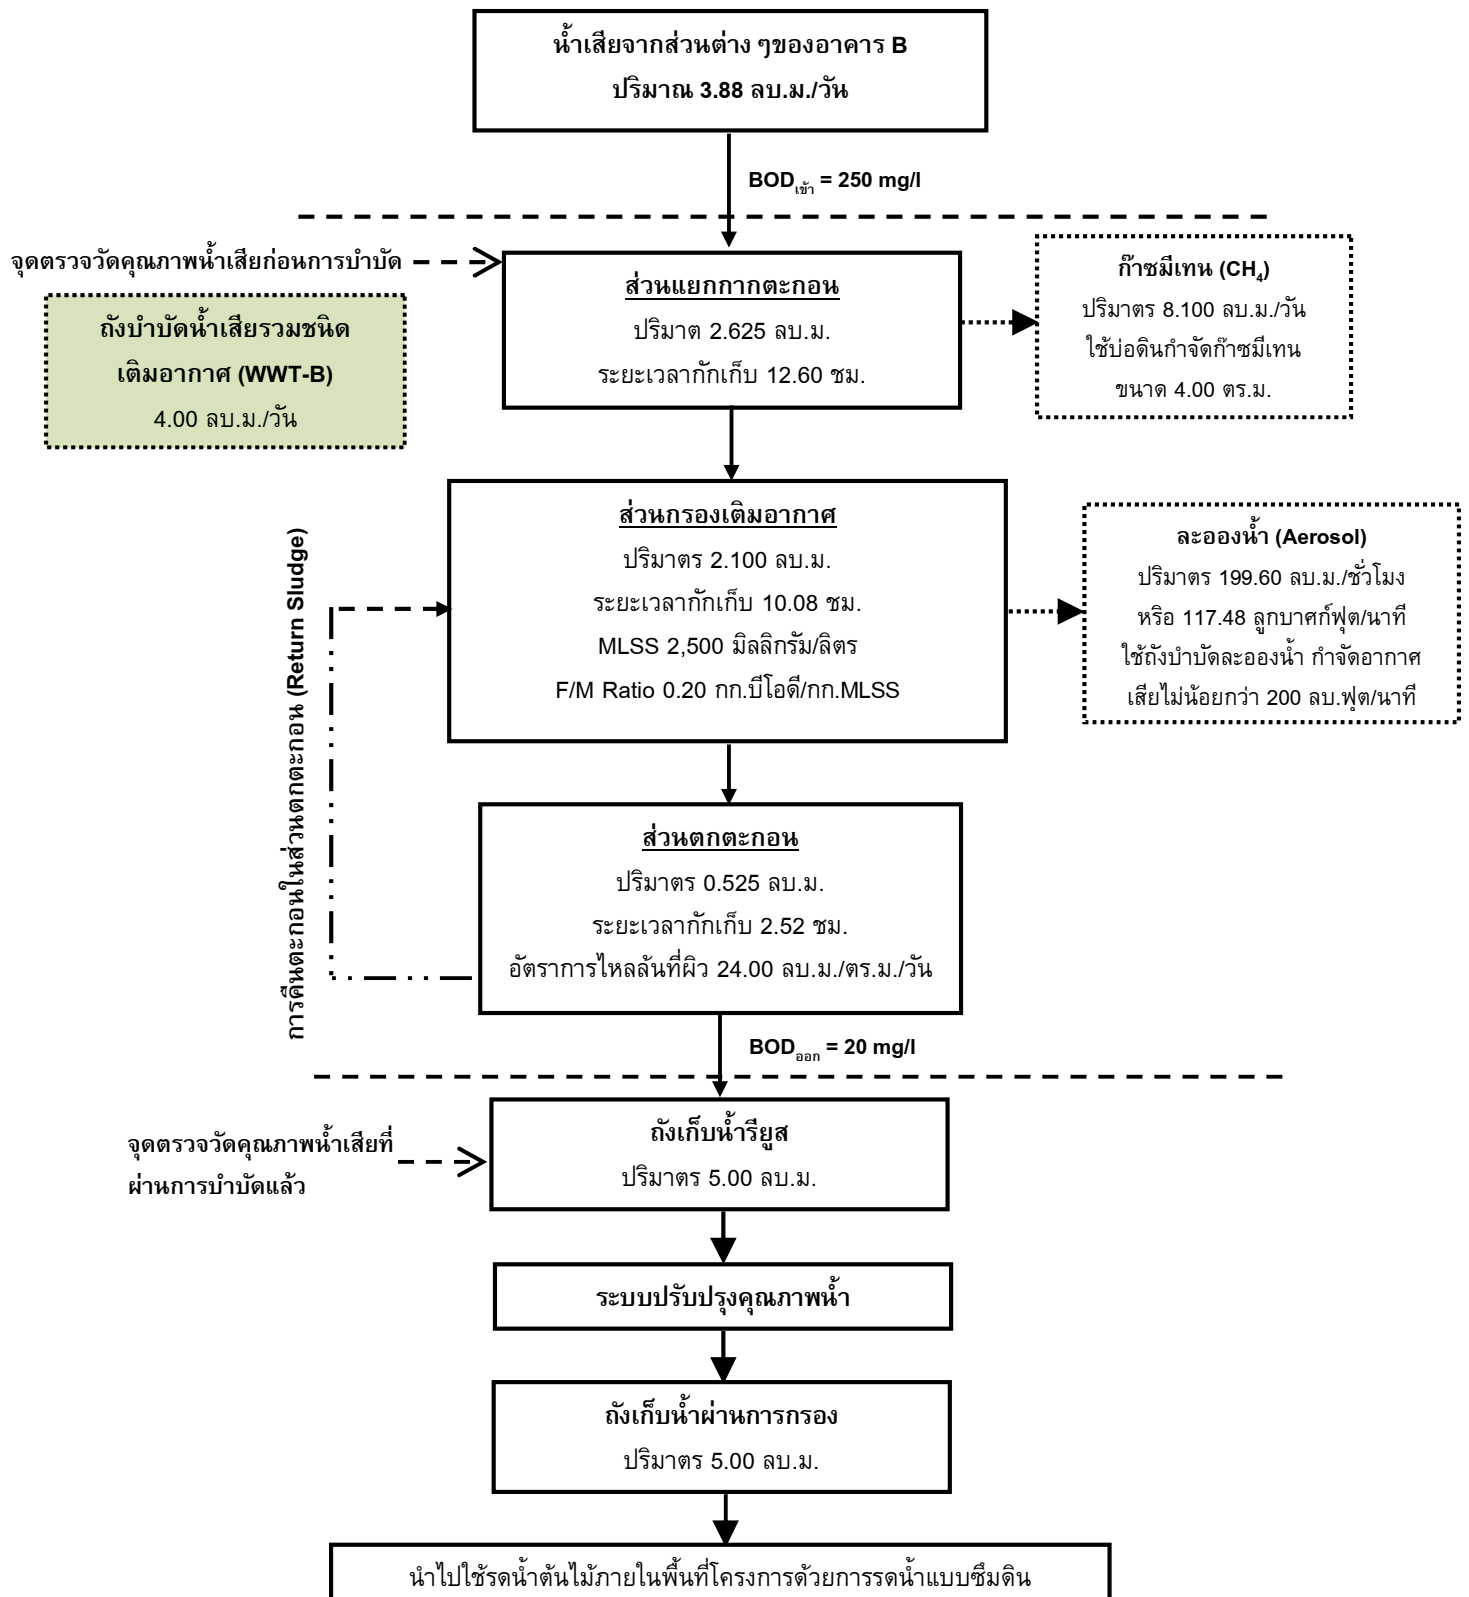 น้ำเสียจากส่วนต่าง ๆของอาคาร B
ปริมาณ 3.88 ลบ.ม./วัน
BODเข้า = 250 mg/l
จุดตรวจวัดคุณภาพน้ำเสียก่อนการบำบัด
ถังบำบัดน้ำเสียรวมชนิด
เติมอากาศ (WWT-B)
4.00 ลบ.ม./วัน
ส่วนแยกกากตะกอน
ปริมาต 2.625 ลบ.ม.
ระยะเวลากักเก็บ 12.60 ชม.
ก๊าซมีเทน (CH4)
ปริมาตร 8.100 ลบ.ม./วัน
ใช้บ่อดินกำจัดก๊าซมีเทน
ขนาด 4.00 ตร.ม.
ส่วนกรองเติมอากาศ
ปริมาตร 2.100 ลบ.ม.
ระยะเวลากักเก็บ 10.08 ชม.
MLSS 2,500 มิลลิกรัม/ลิตร
F/M Ratio 0.20 กก.บีโอดี/กก.MLSS
ละอองน้ำ (Aerosol)
ปริมาตร 199.60 ลบ.ม./ชั่วโมง
หรือ 117.48 ลูกบาศก์ฟุต/นาที
ใช้ถังบำบัดละอองน้ำ กำจัดอากาศ
เสียไม่น้อยกว่า 200 ลบ.ฟุต/นาที
การคืนตะกอนในส่วนตกตะกอน (Return Sludge)
ส่วนตกตะกอน
ปริมาตร 0.525 ลบ.ม.
ระยะเวลากักเก็บ 2.52 ชม.
อัตราการไหลล้นที่ผิว 24.00 ลบ.ม./ตร.ม./วัน
BODออก = 20 mg/l
จุดตรวจวัดคุณภาพน้ำเสียที่
ผ่านการบำบัดแล้ว
ถังเก็บน้ำรียูส
ปริมาตร 5.00 ลบ.ม.
ระบบปรับปรุงคุณภาพน้ำ
ถังเก็บน้ำผ่านการกรอง
ปริมาตร 5.00 ลบ.ม.
นำไปใช้รดน้ำต้นไม้ภายในพื้นที่โครงการด้วยการรดน้ำแบบซึมดิน